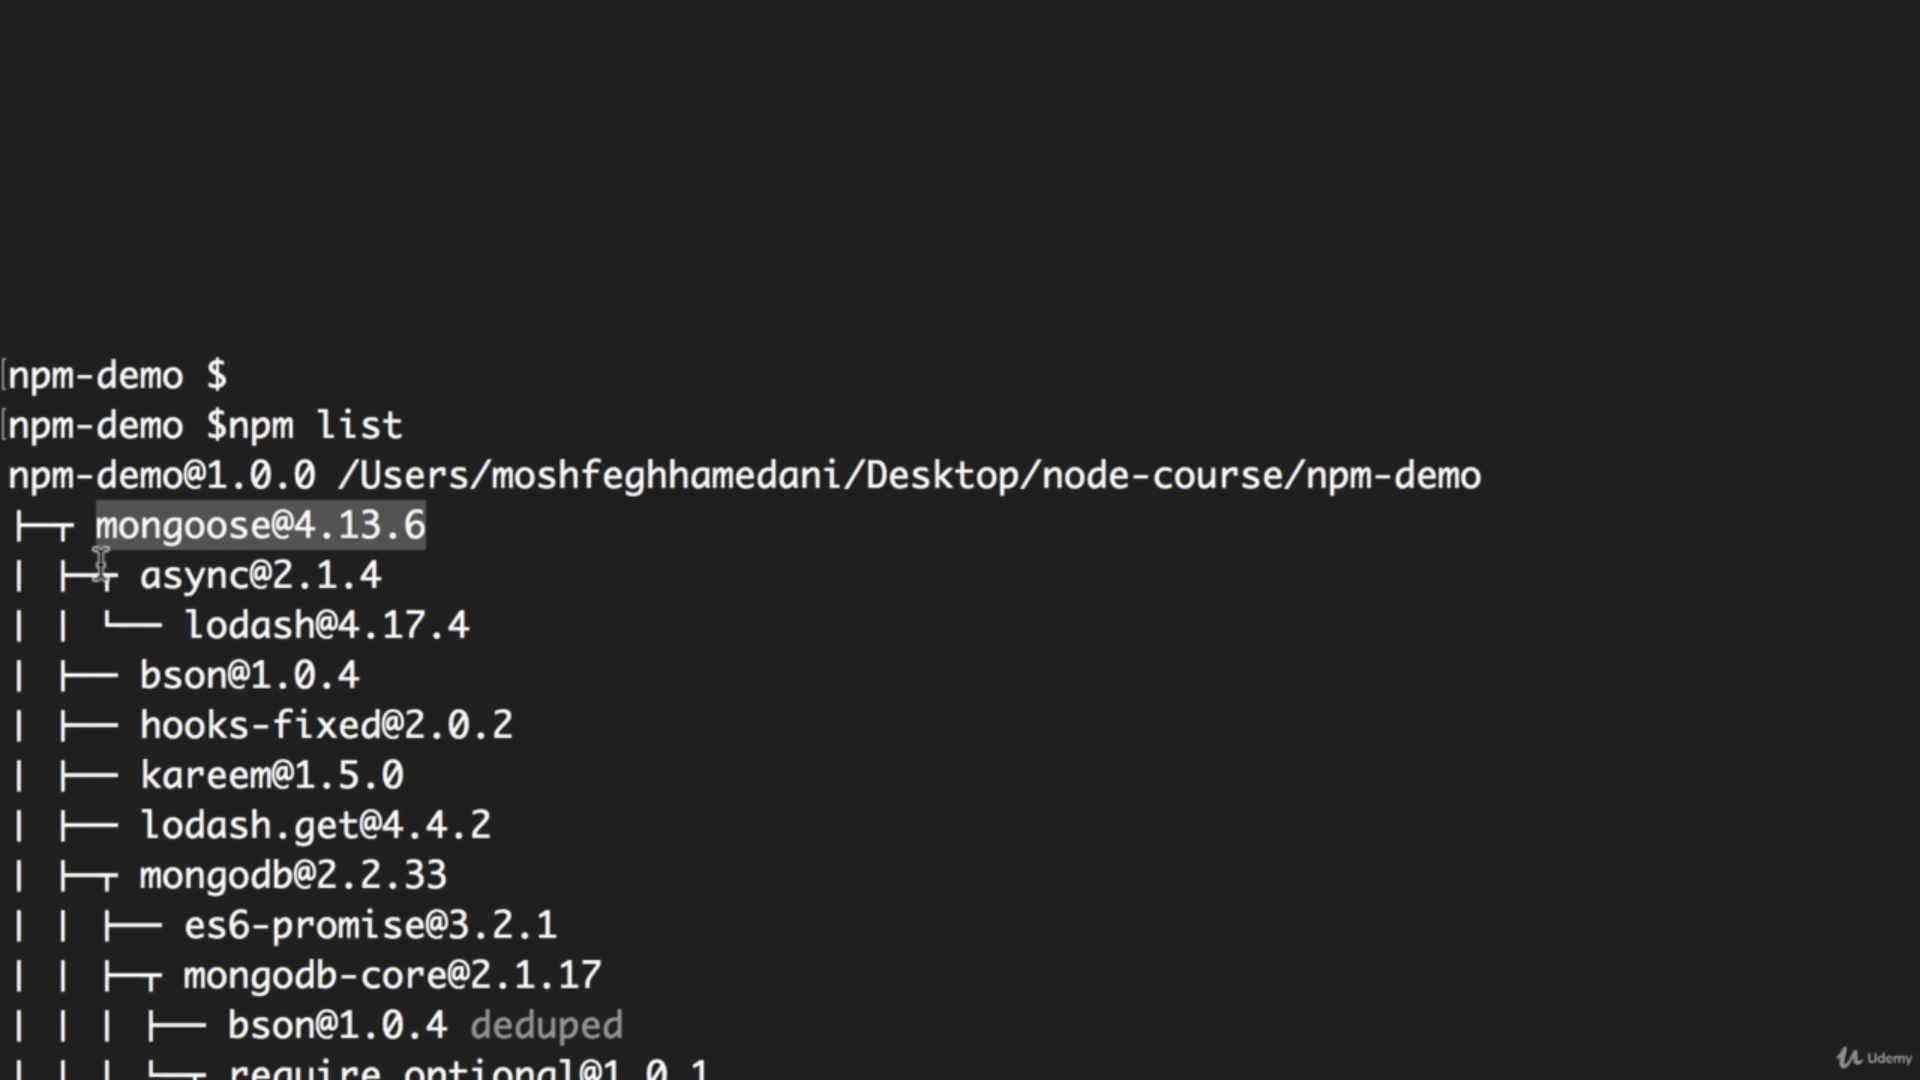 npm-demo $
npm-demo $npm list
npm-demo@1.0.0 /Users/moshfeghhamedani/Desktop/node-course/npm-demo
├─┬ mongoose@4.13.6
│ ├─┬ async@2.1.4
│ │ └── lodash@4.17.4
│ ├── bson@1.0.4
│ ├── hooks-fixed@2.0.2
│ ├── kareem@1.5.0
│ ├── lodash.get@4.4.2
│ ├─┬ mongodb@2.2.33
│ │ ├── es6-promise@3.2.1
│ │ ├─┬ mongodb-core@2.1.17
│ │ │ ├── bson@1.0.4 deduped
│ │ │ └─┬ require_optional@1.0.1
Udemy